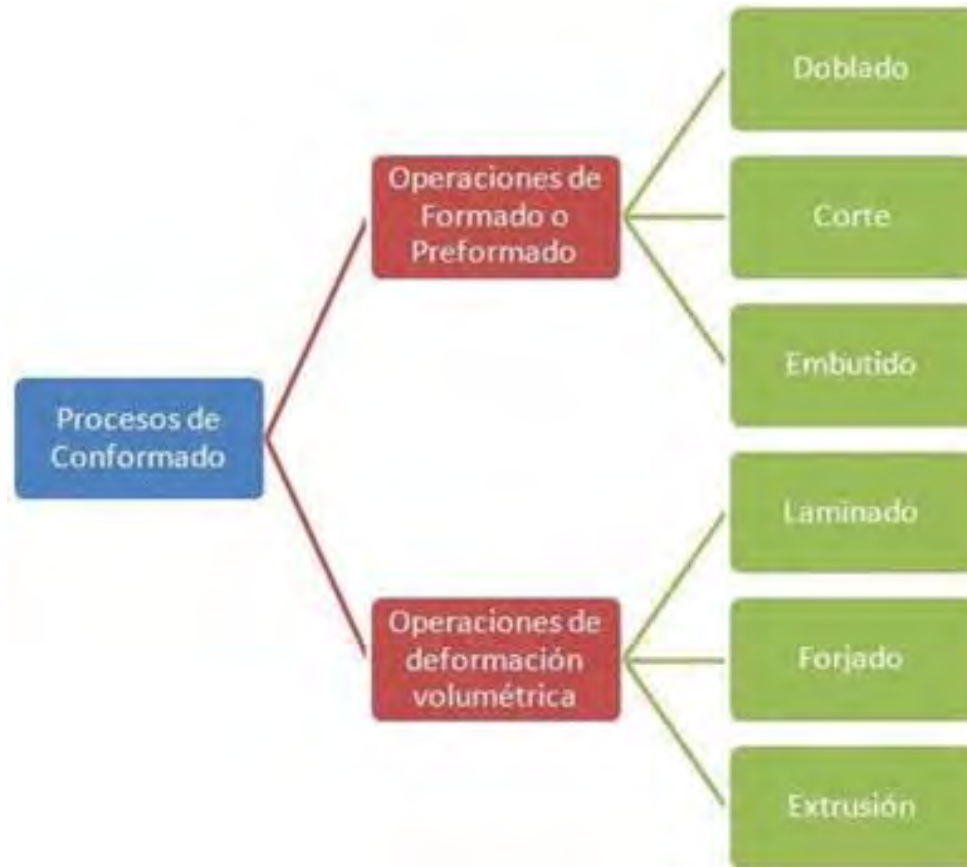 Procesos de
Conformado
Operaciones de
Formado o
Preformado
Doblado
Corte
Embutido
Operaciones de
deformación
volumétrica
Laminado
Forjado
Extrusión